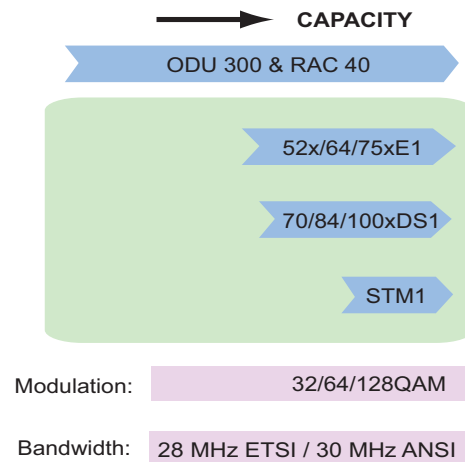 CAPACITY
ODU 300 & RAC 40
52x/64/75xE1
70/84/100xDS1
STM1
Modulation: 32/64/128QAM
Bandwidth: 28 MHz ETSI / 30 MHz ANSI